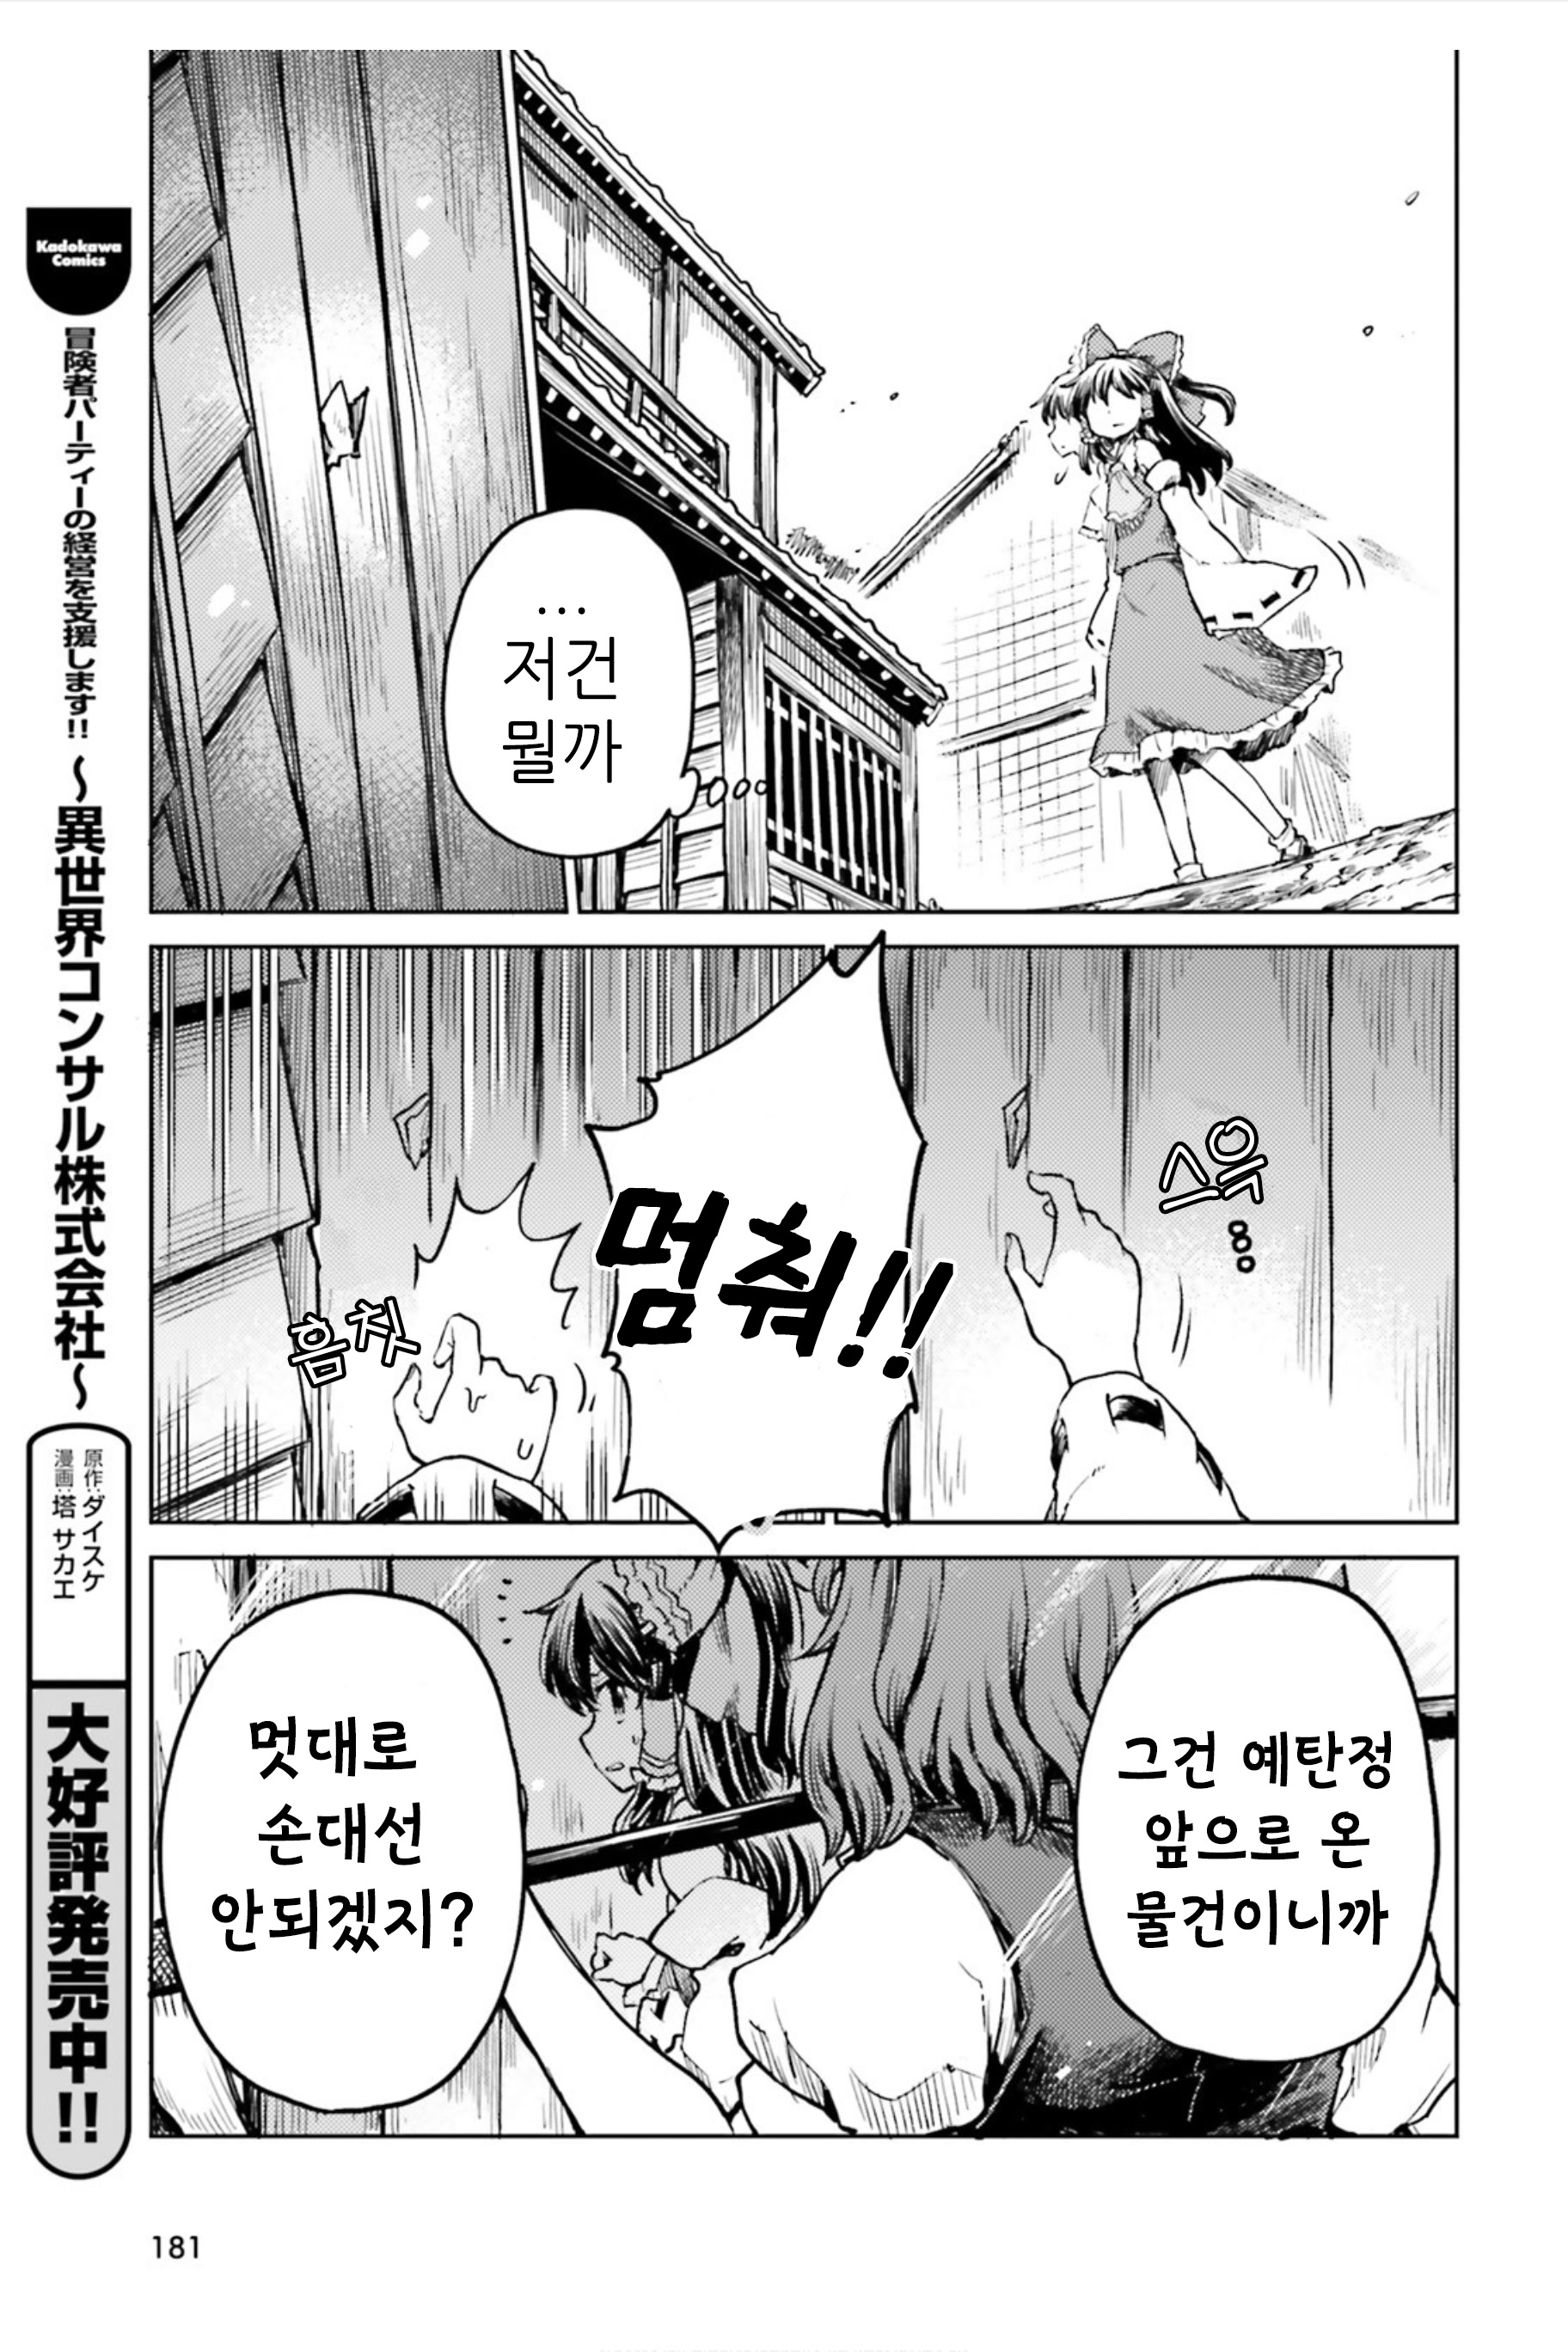 …
저건
뭘까
스윽…
멈춰!!
흠칫
그건 예탄정
앞으로 온
물건이니까
멋대로
손대선
안되겠지?
Kadokawa
Comics
冒険者パーティーの経営を支援します!!～異世界コンサル株式会社～
原作:ダイスケ
漫画:塔 サカエ
大好評発売中!!
181